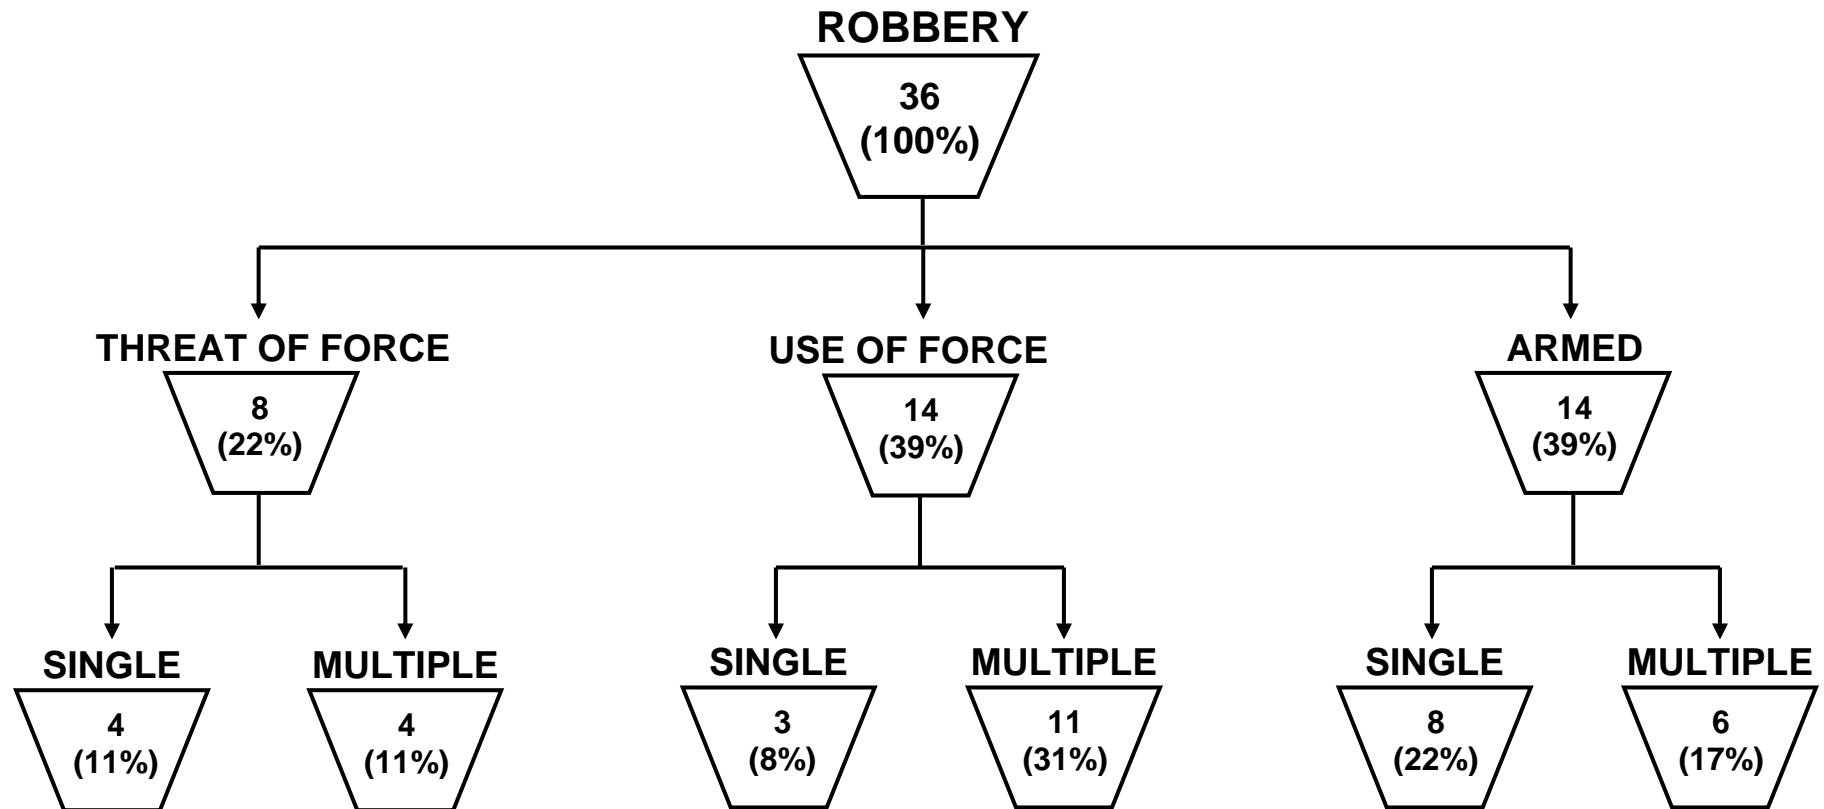 ROBBERY
36
(100%)
THREAT OF FORCE
8
(22%)
USE OF FORCE
14
(39%)
ARMED
14
(39%)
SINGLE
4
(11%)
MULTIPLE
4
(11%)
SINGLE
3
(8%)
MULTIPLE
11
(31%)
SINGLE
8
(22%)
MULTIPLE
6
(17%)